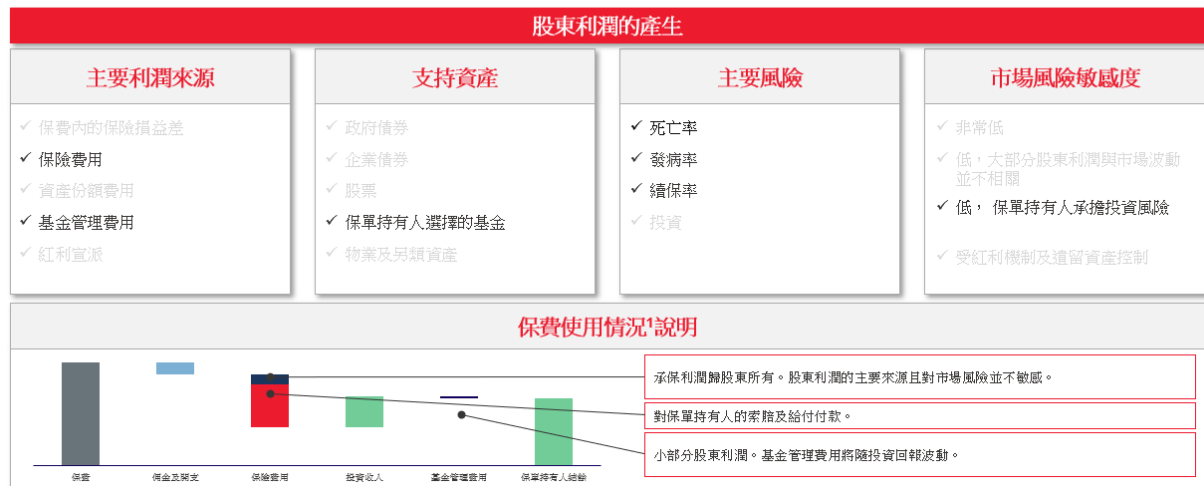 股東利潤的產生
主要利潤來源
✓ 保費內的保險損益差
✓ 保險費用
✓ 資產份額費用
✓ 基金管理費用
✓ 紅利宣派
支持資產
✓ 政府債券
✓ 企業債券
✓ 股票
✓ 保單持有人選擇的基金
✓ 物業及另類資產
主要風險
✓ 死亡率
✓ 發病率
✓ 續保率
✓ 投資
市場風險敏感度
✓ 非常低
✓ 低，大部分股東利潤與市場波動
並不相關
✓ 低， 保單持有人承擔投資風險
✓ 受紅利機制及遺留資產控制
保費使用情況¹說明
承保利潤歸股東所有。股東利潤的主要來源且對市場風險並不敏感。
對保單持有人的索賠及給付付款。
小部分股東利潤。基金管理費用將隨投資回報波動。
保費
佣金及開支
保險費用
投資收入
基金管理費用
保單持有人結餘